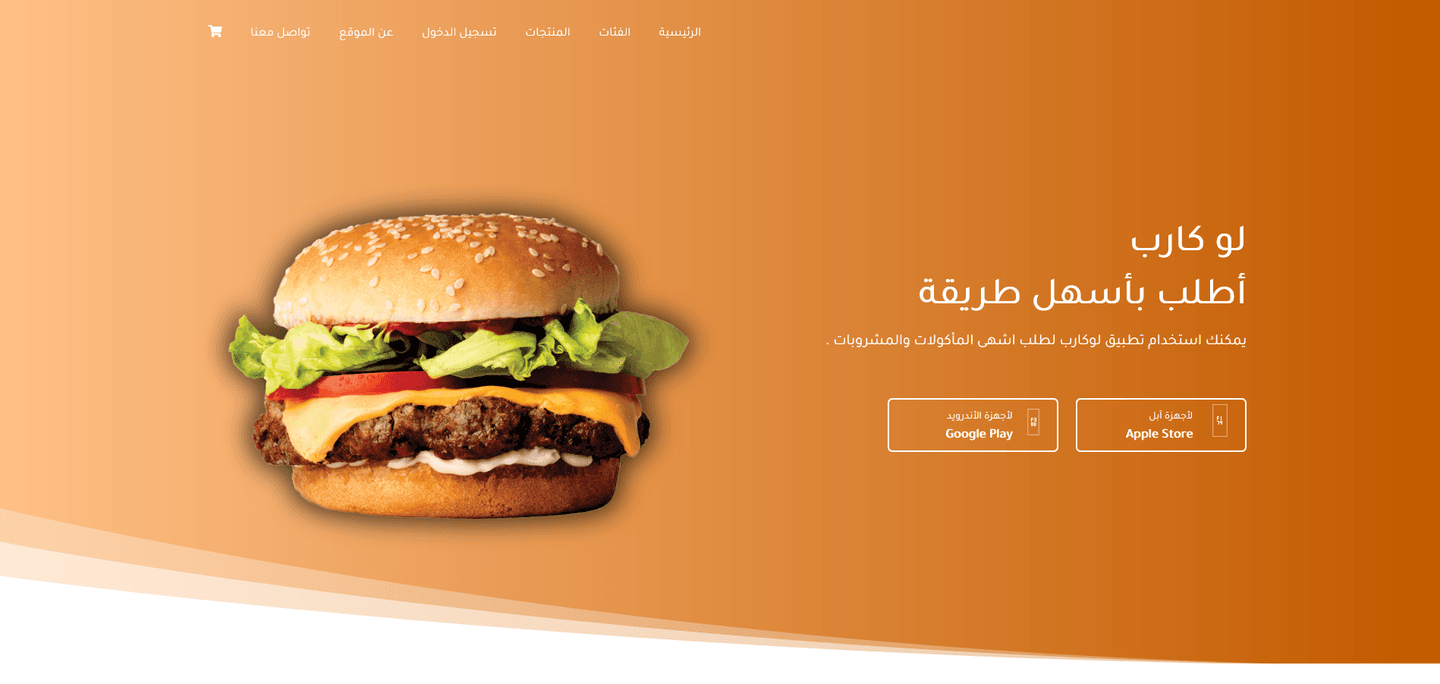 الرئيسية
الفئات
المنتجات
تسجيل الدخول
عن الموقع
تواصل معنا
لو كارب
أطلب بأسهل طريقة
يمكنك استخدام تطبيق لوكارب لطلب اشهى المأكولات والمشروبات .
لأجهزة أبل
Apple Store
لأجهزة الأندرويد
Google Play